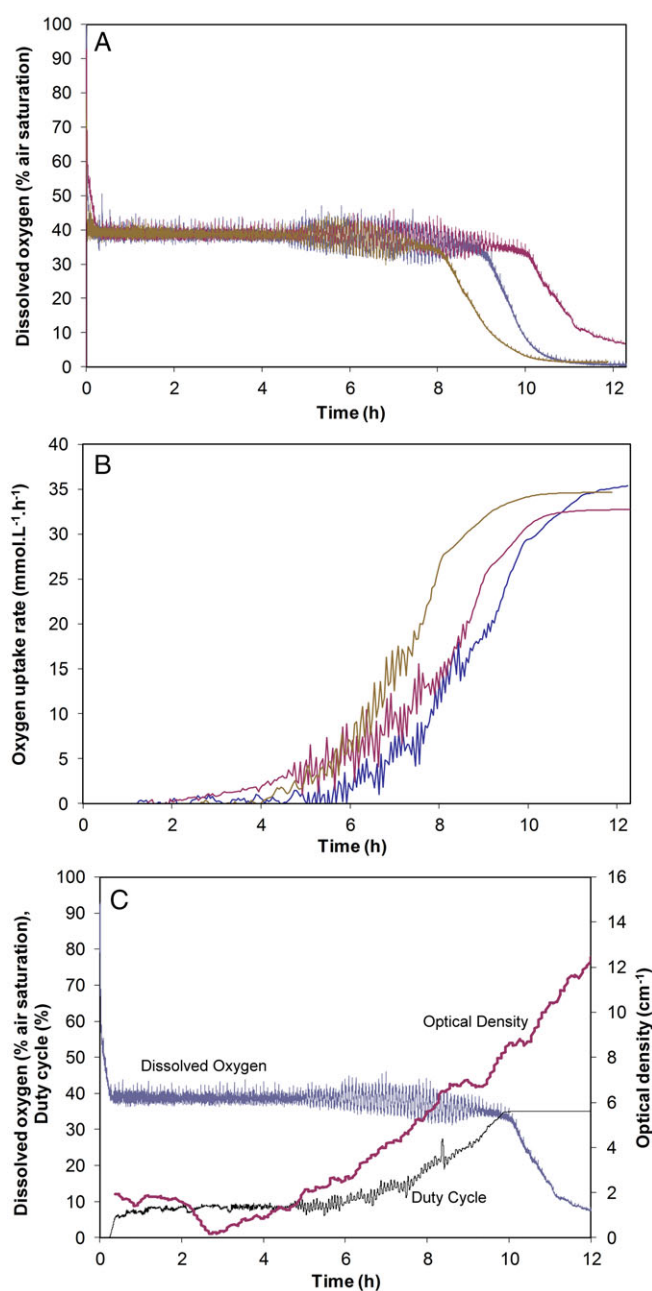 A
100
90
80
70
60
50
40
30
20
10
0
Dissolved oxygen (% air saturation)
0 2 4 6 8 10 12
Time (h)
B
40
35
30
25
20
15
10
5
0
Oxygen uptake rate (mmol.L⁻¹.h⁻¹)
0 2 4 6 8 10 12
Time (h)
C
100
90
80
70
60
50
40
30
20
10
0
Dissolved oxygen (% air saturation),
Duty cycle (%)
Optical Density
Dissolved Oxygen
Duty Cycle
16
14
12
10
8
6
4
2
0
Optical density (cm⁻¹)
0 2 4 6 8 10 12
Time (h)